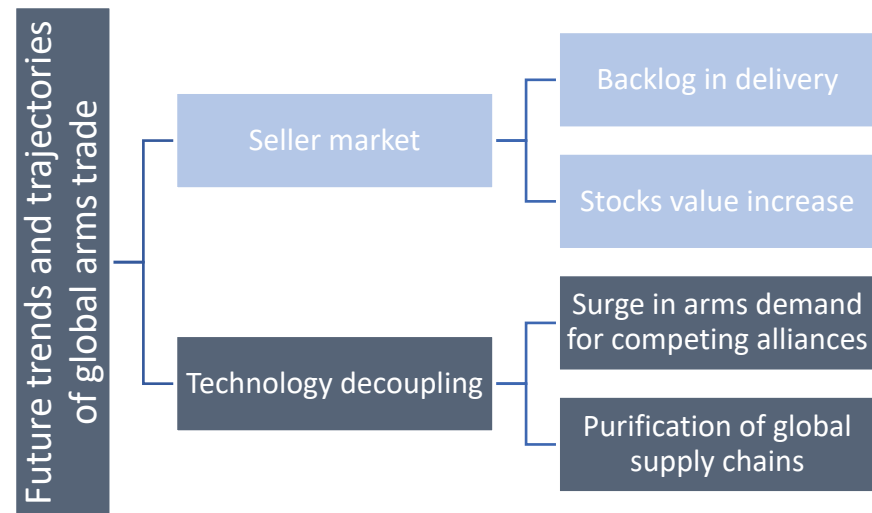 Future trends and trajectories
of global arms trade
Seller market
Backlog in delivery
Stocks value increase
Technology decoupling
Surge in arms demand
for competing alliances
Purification of global
supply chains